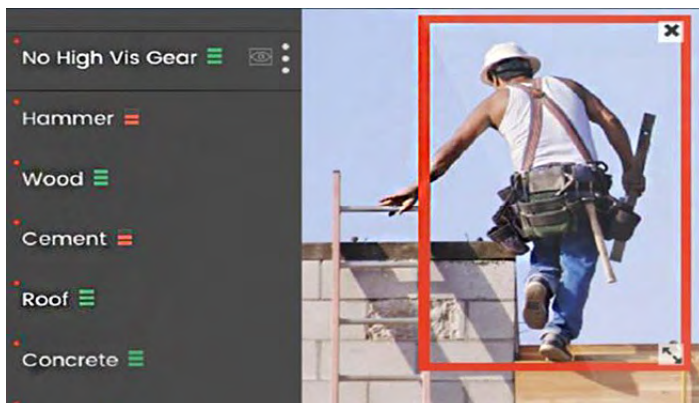 No High Vis Gear
Hammer
Wood
Cement
Roof
Concrete